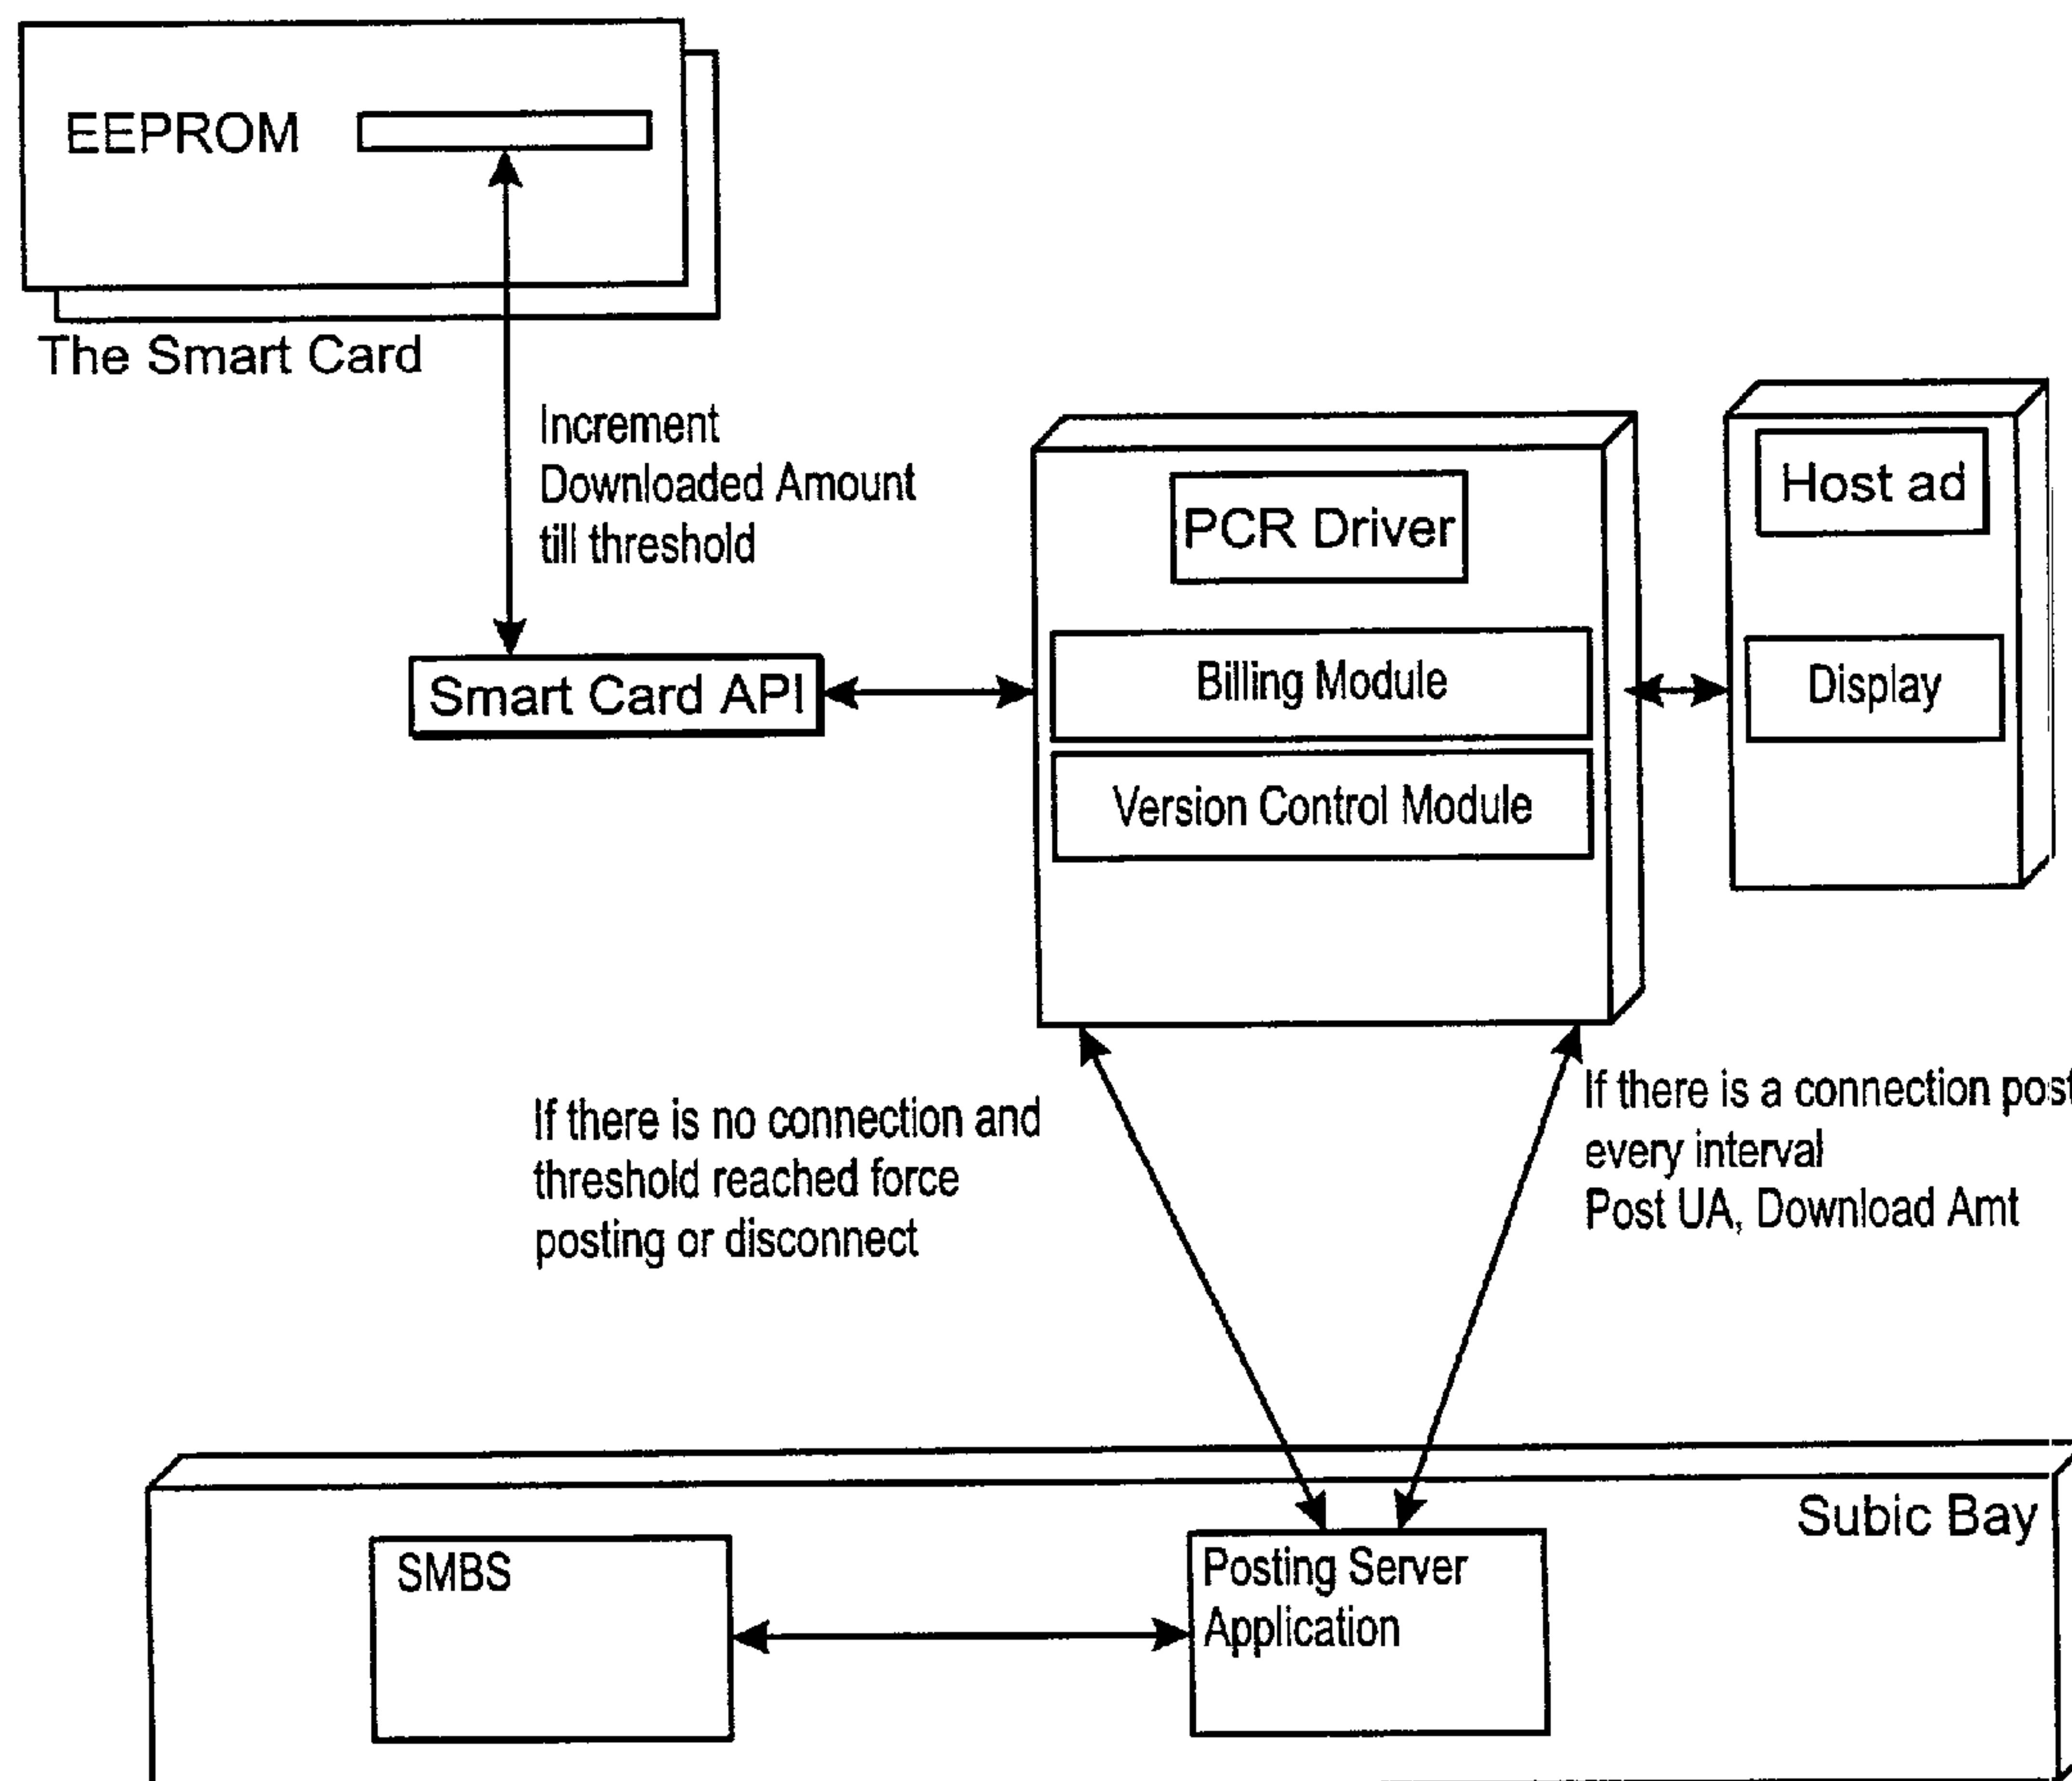 EEPROM
The Smart Card
Increment
Downloaded Amount
till threshold
Host ad
PCR Driver
Smart Card API
Billing Module
Display
Version Control Module
If there is no connection and
threshold reached force
posting or disconnect
If there is a connection post
every interval
Post UA, Download Amt
Subic Bay
SMBS
Posting Server
Application